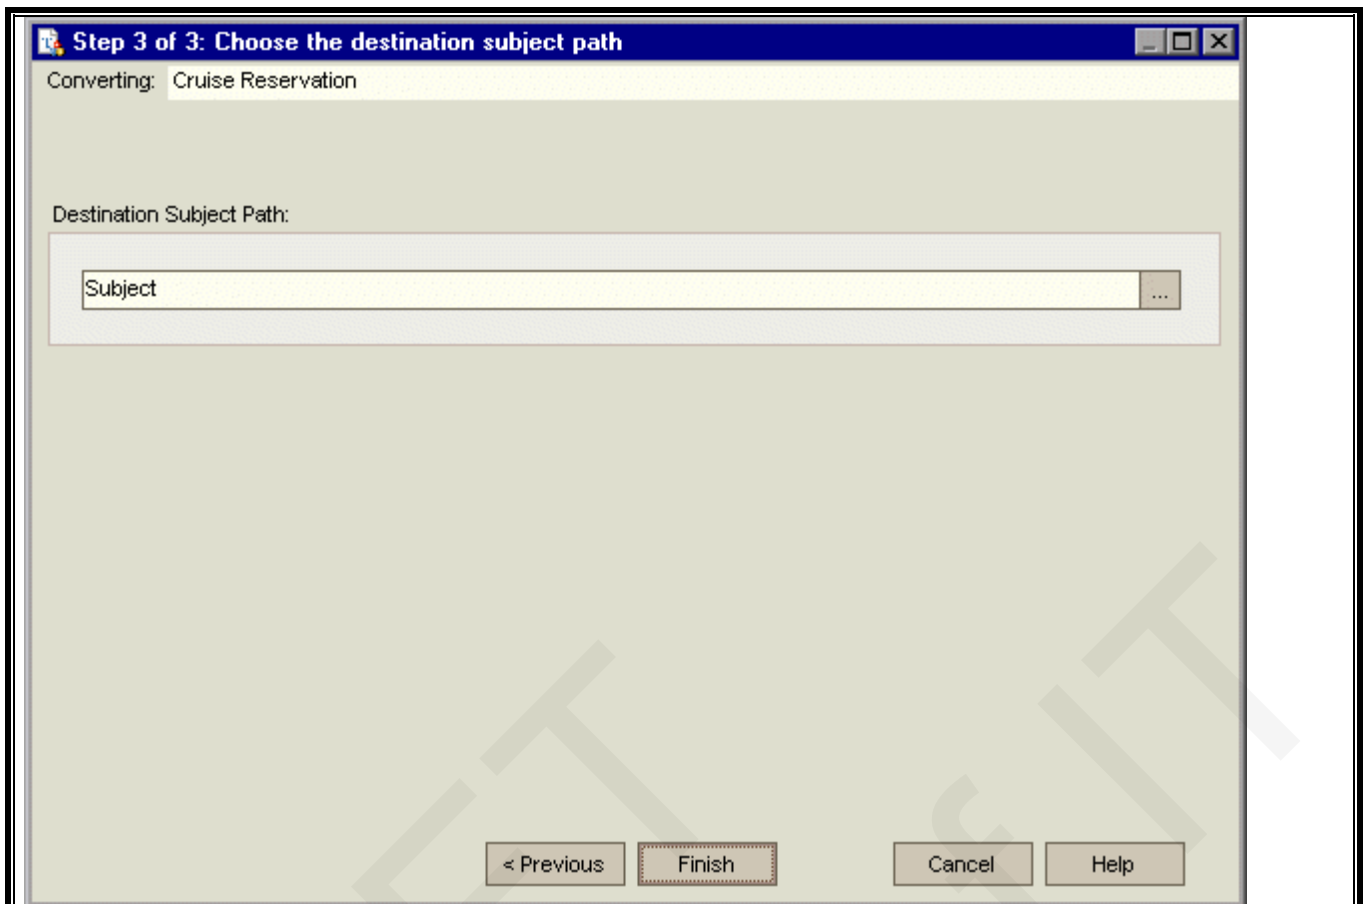 Step 3 of 3: Choose the destination subject path
Converting: Cruise Reservation
Destination Subject Path:
Subject ...
< Previous Finish Cancel Help